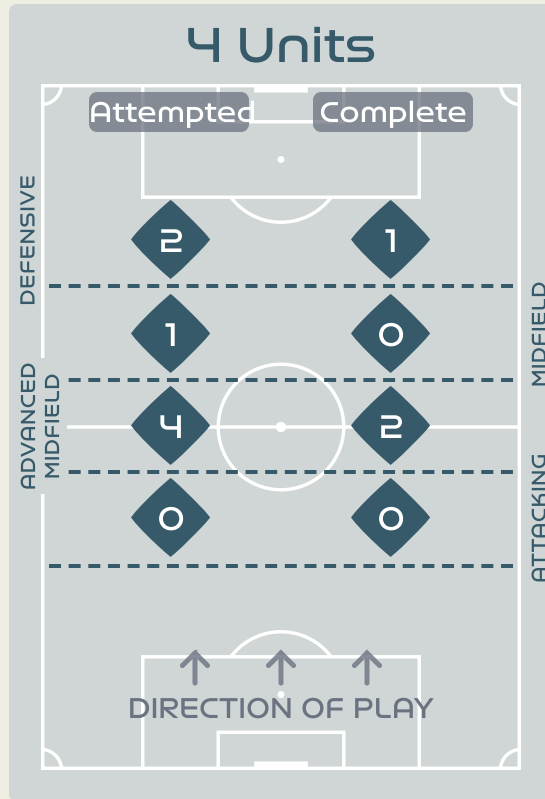 4 Units
Attempted
Complete
DEFENSIVE
2
1
MIDFIELD
1
0
ADVANCED
MIDFIELD
4
2
ATTACKING
0
0
DIRECTION OF PLAY